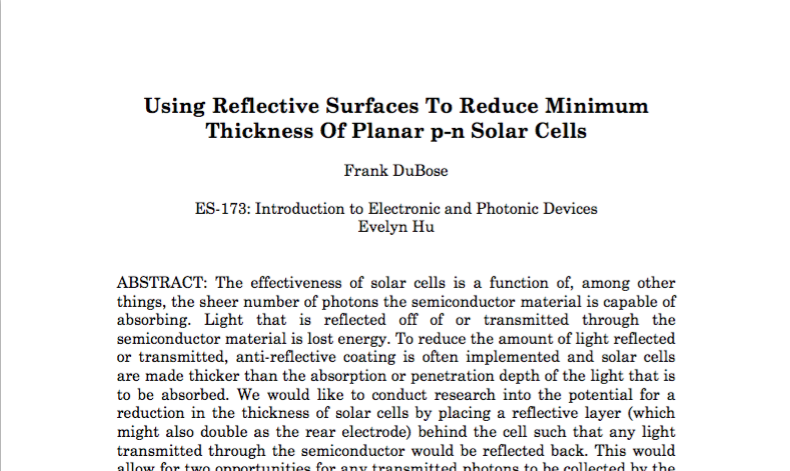 Using Reflective Surfaces To Reduce Minimum
Thickness Of Planar p-n Solar Cells
Frank DuBose
ES-173: Introduction to Electronic and Photonic Devices
Evelyn Hu
ABSTRACT: The effectiveness of solar cells is a function of, among other
things, the sheer number of photons the semiconductor material is capable of
absorbing. Light that is reflected off of or transmitted through the
semiconductor material is lost energy. To reduce the amount of light reflected
or transmitted, anti-reflective coating is often implemented and solar cells
are made thicker than the absorption or penetration depth of the light that is
to be absorbed. We would like to conduct research into the potential for a
reduction in the thickness of solar cells by placing a reflective layer (which
might also double as the rear electrode) behind the cell such that any light
transmitted through the semiconductor would be reflected back. This would
allow for two opportunities for any transmitted photons to be collected by the